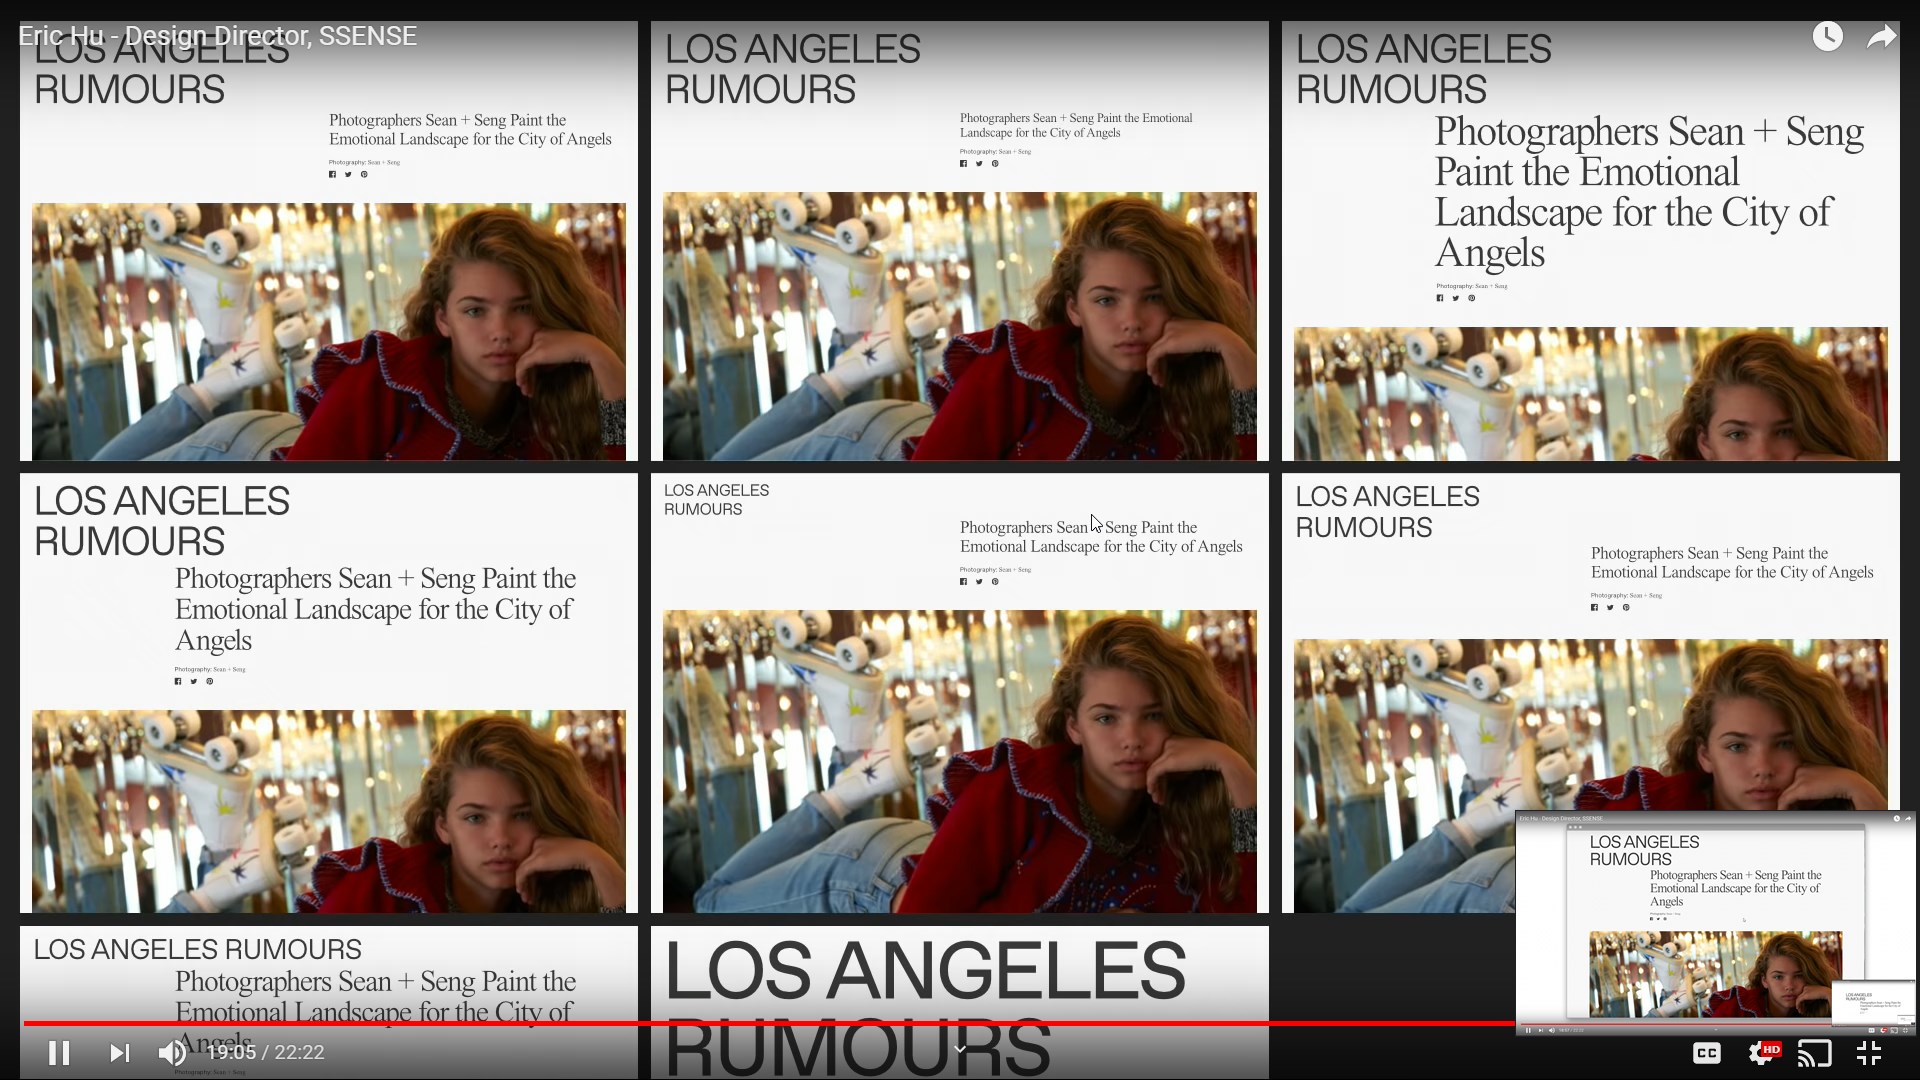 Eric Hu - Design Director, SSENSE
LOS ANGELES
RUMOURS
Photographers Sean + Seng Paint the
Emotional Landscape for the City of Angels
Photography: Sean + Seng
LOS ANGELES
RUMOURS
Photographers Sean + Seng Paint the Emotional
Landscape for the City of Angels
Photography: Sean + Seng
LOS ANGELES
RUMOURS
Photographers Sean + Seng
Paint the Emotional
Landscape for the City of
Angels
Photography: Sean + Seng
LOS ANGELES
RUMOURS
Photographers Sean + Seng Paint the
Emotional Landscape for the City of
Angels
Photography: Sean + Seng
LOS ANGELES
RUMOURS
Photographers Sean + Seng Paint the
Emotional Landscape for the City of Angels
Photography: Sean + Seng
LOS ANGELES
RUMOURS
Photographers Sean + Seng Paint the
Emotional Landscape for the City of Angels
Photography: Sean + Seng
LOS ANGELES RUMOURS
Photographers Sean + Seng Paint the
Emotional Landscape for the City of
Angels
Photography: Sean + Seng
LOS ANGELES
RUMOURS
Eric Hu - Design Director, SSENSE
LOS ANGELES
RUMOURS
Photographers Sean + Seng Paint the
Emotional Landscape for the City of
Angels
LOS ANGELES
RUMOURS
19:05 / 22:22
CC
HD